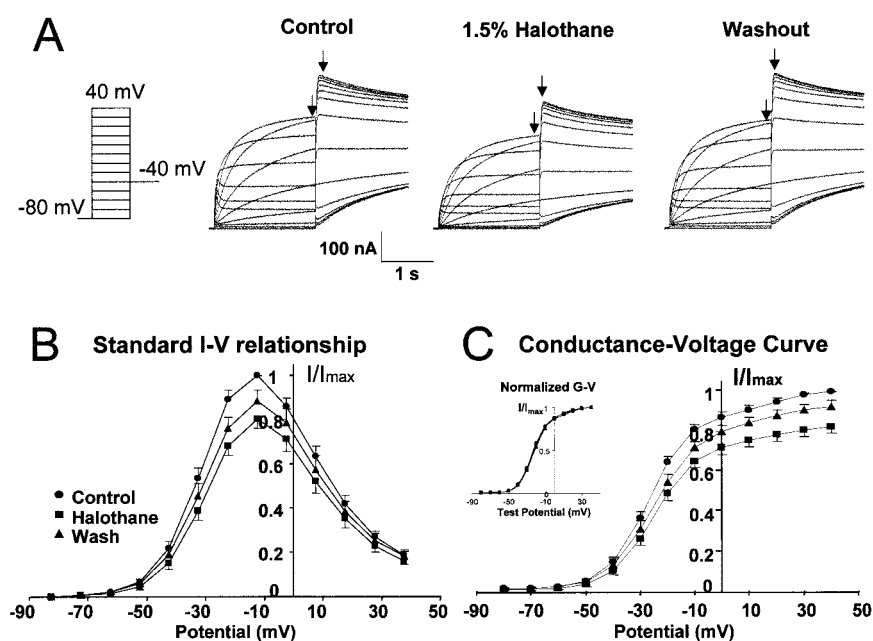 A
Control
1.5% Halothane
Washout
40 mV
-40 mV
-80 mV
100 nA
1 s
B Standard I-V relationship
I/Imax
1
0.8
0.6
0.4
0.2
0
Control
Halothane
Wash
-90 -70 -50 -30 -10 10 30 50
Potential (mV)
C Conductance-Voltage Curve
I/Imax
1
0.8
0.6
0.4
0.2
0
Normalized G-V
I/Imax
1
0.5
-90 -50 -10 30
Test Potential (mV)
-90 -70 -50 -30 -10 10 30 50
Potential (mV)